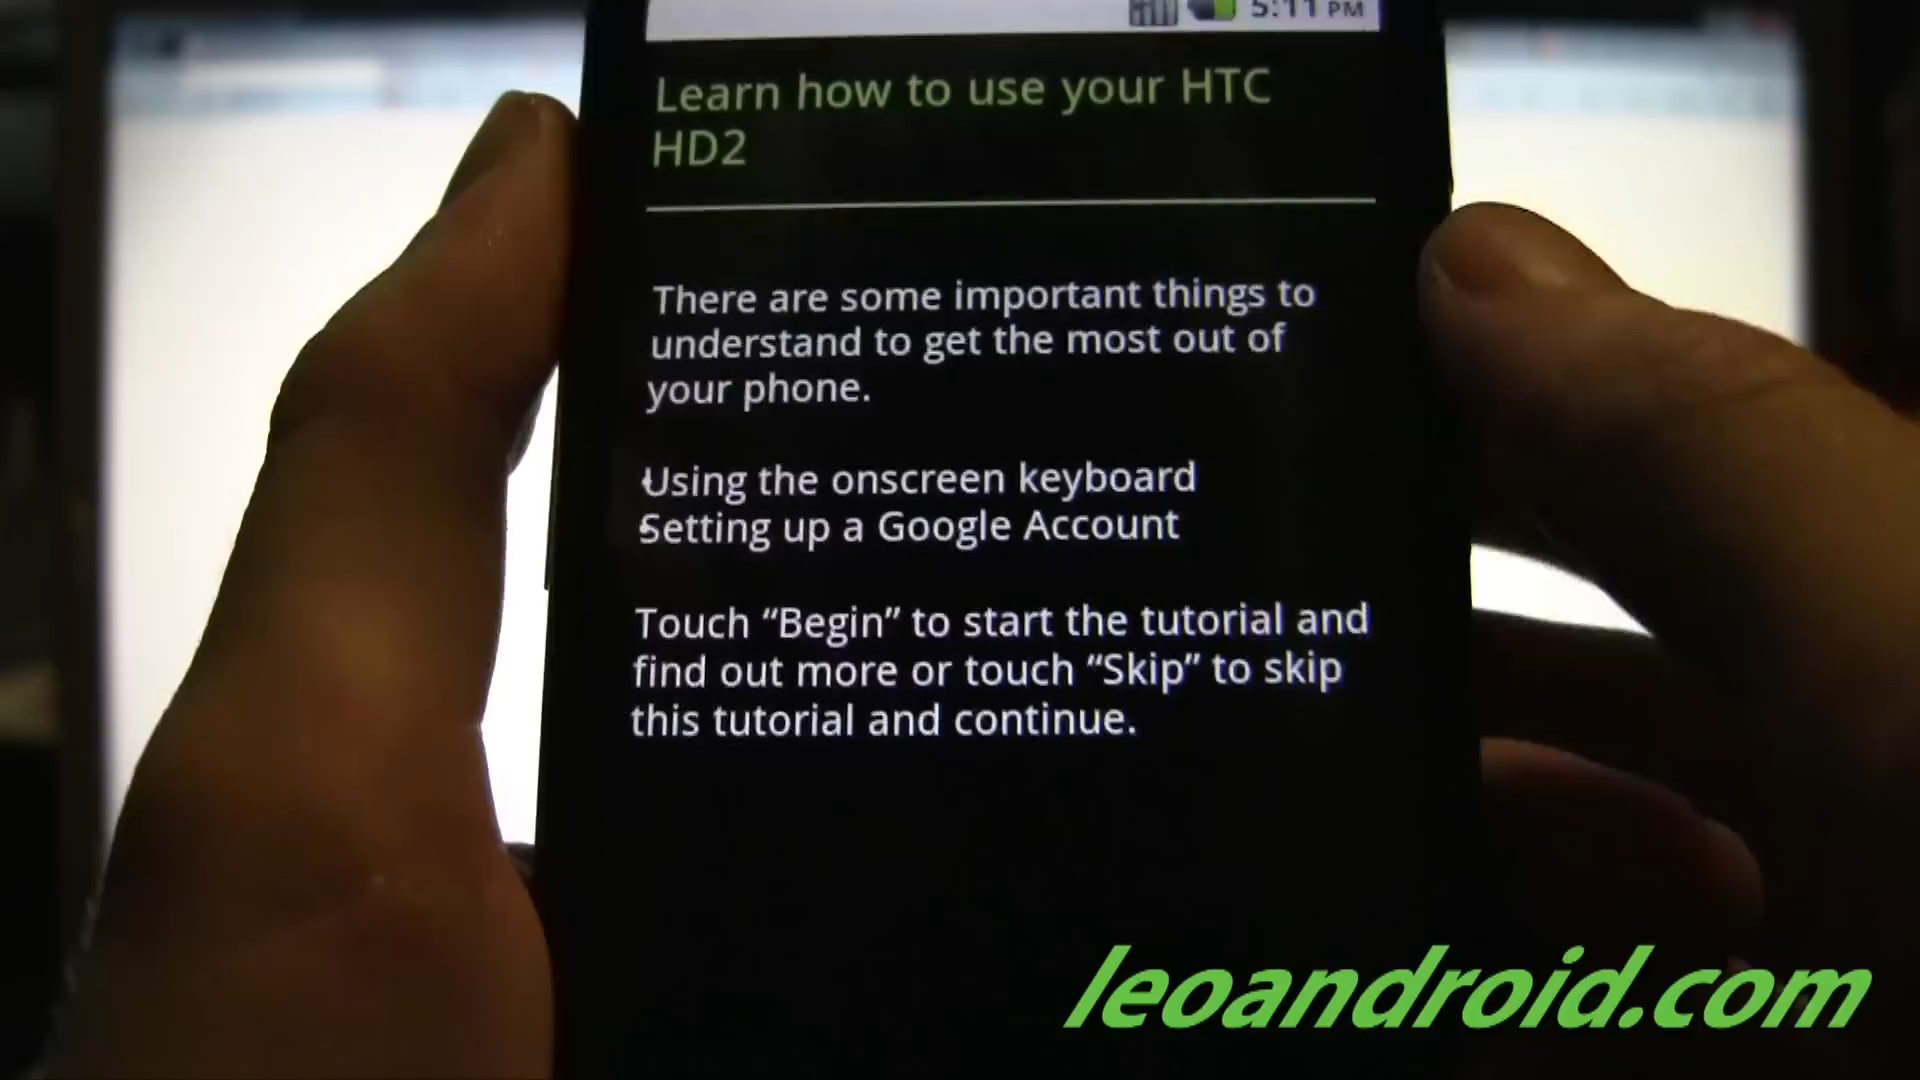 5:11 PM
Learn how to use your HTC
HD2
There are some important things to
understand to get the most out of
your phone.
Using the onscreen keyboard
Setting up a Google Account
Touch “Begin” to start the tutorial and
find out more or touch “Skip” to skip
this tutorial and continue.
leoandroid.com